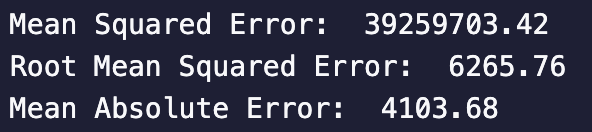 Mean Squared Error:  39259703.42
Root Mean Squared Error:  6265.76
Mean Absolute Error:  4103.68